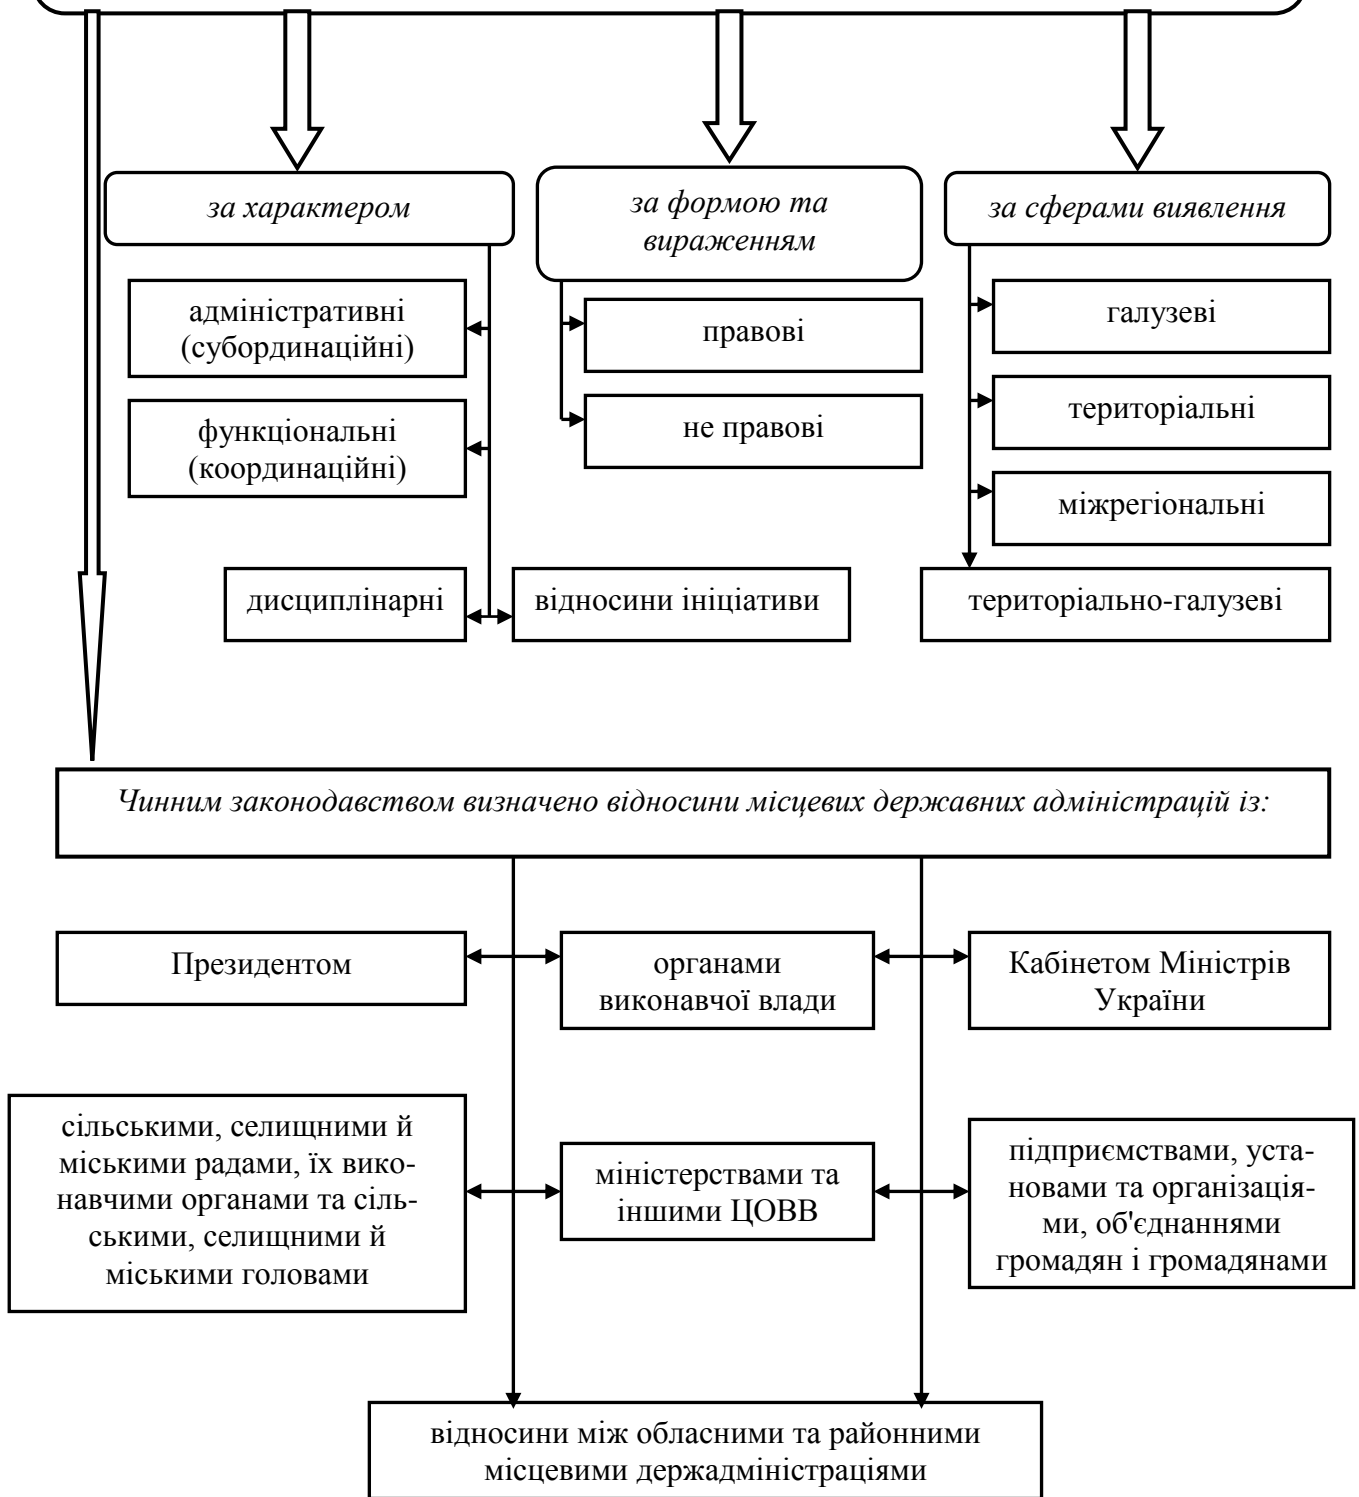 за характером
за формою та
вираженням
за сферами виявлення
адміністративні
(субординаційні)
функціональні
(координаційні)
дисциплінарні
відносини ініціативи
правові
не правові
галузеві
територіальні
міжрегіональні
територіально-галузеві
Чинним законодавством визначено відносини місцевих державних адміністрацій із:
Президентом
органами
виконавчої влади
Кабінетом Міністрів
України
сільськими, селищними й
міськими радами, їх вико-
навчими органами та сіль-
ськими, селищними й
міськими головами
міністерствами та
іншими ЦОВВ
підприємствами, уста-
новами та організація-
ми, об'єднаннями
громадян і громадянами
відносини між обласними та районними
місцевими держадміністраціями